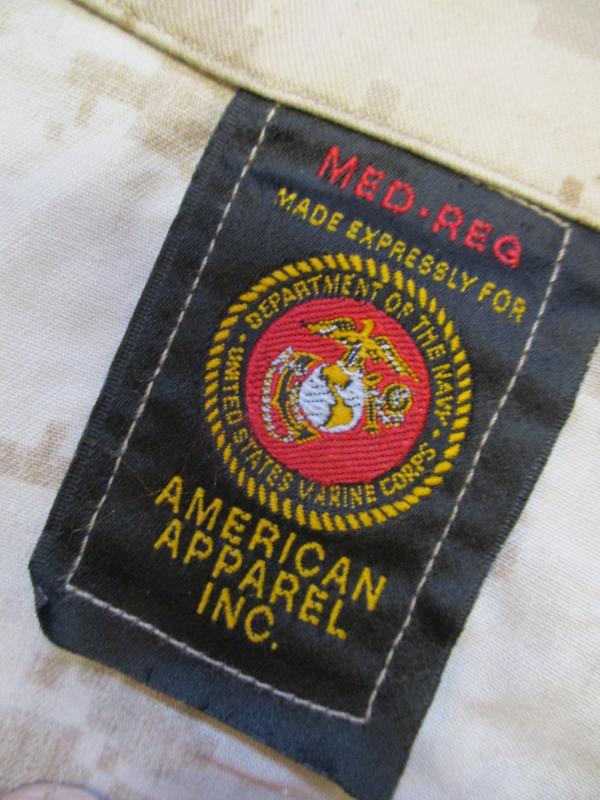 MED-REG
MADE EXPRESSLY FOR
DEPARTMENT OF THE NAVY
UNITED STATES MARINE CORPS
AMERICAN
APPAREL
INC.